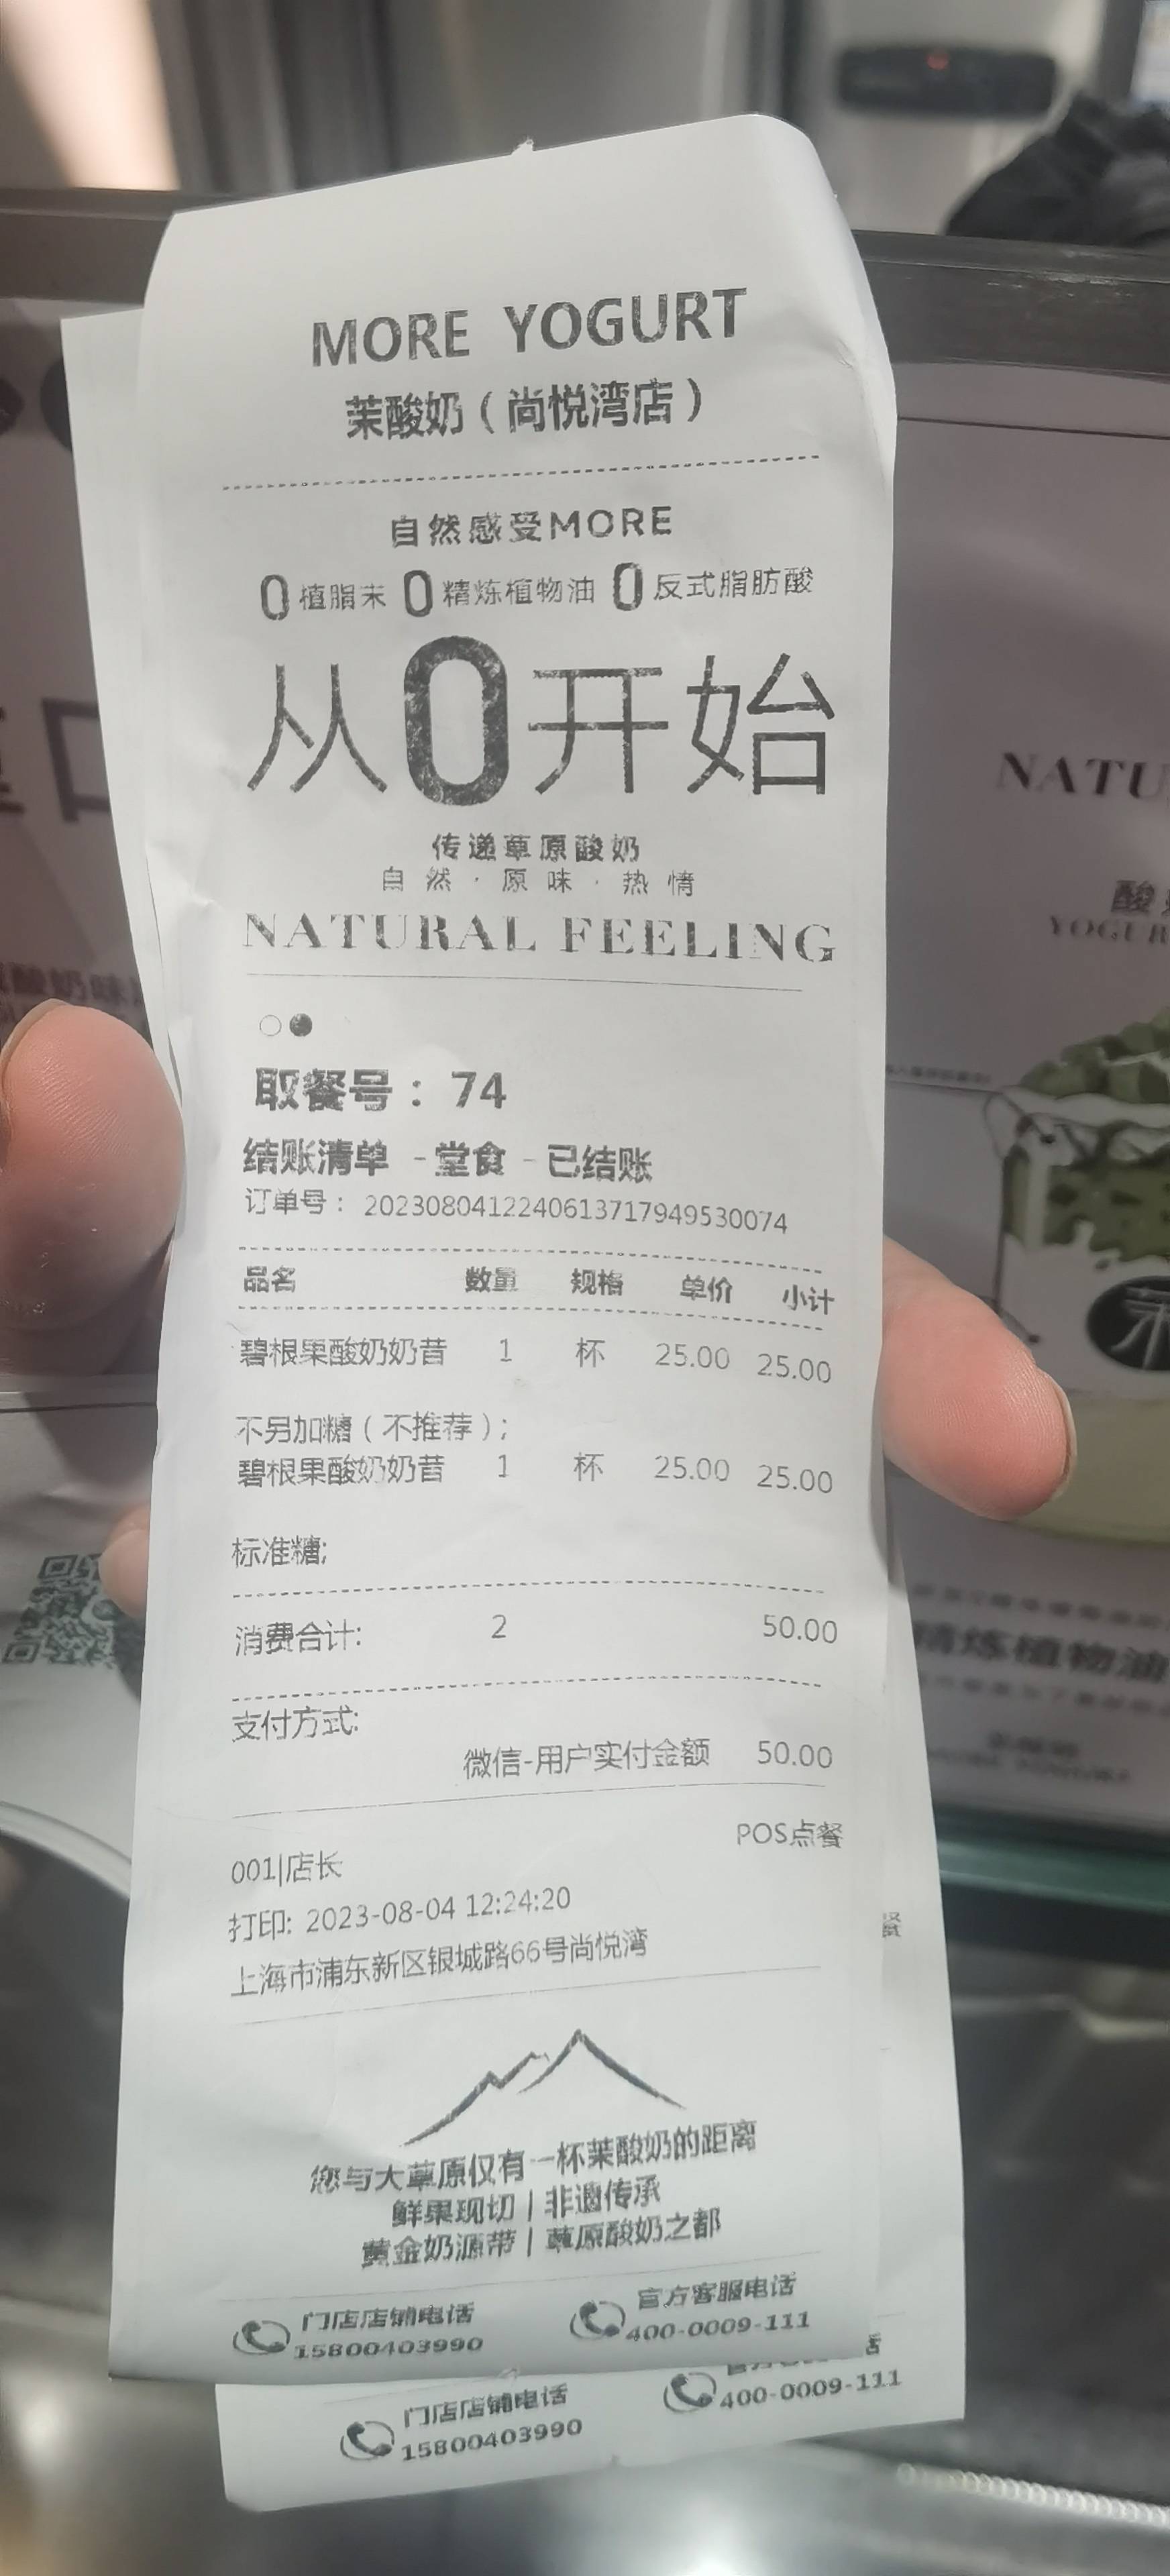 MORE YOGURT
茉酸奶（尚悦湾店）
自然感受MORE
0植脂末 0精炼植物油 0反式脂肪酸
从0开始
传递草原酸奶
自然·原味·热情
NATURAL FEELING
取餐号：74
结账清单 -堂食 -已结账
订单号：20230804122406137179495 30074
品名 数量 规格 单价 小计
碧根果酸奶奶昔 1 杯 25.00 25.00
不另加糖（不推荐）;
碧根果酸奶奶昔 1 杯 25.00 25.00
标准糖;
消费合计: 2 50.00
支付方式:
微信-用户实付金额 50.00
POS点餐
001|店长
打印: 2023-08-04 12:24:20
上海市浦东新区银城路66号尚悦湾
您与大草原仅有一杯茉酸奶的距离
鲜果现切 | 非遗传承
黄金奶源带 | 草原酸奶之都
门店店铺电话
15800403990
官方客服电话
400-0009-111
门店店铺电话
15800403990
400-0009-111
NATU
精炼植物油